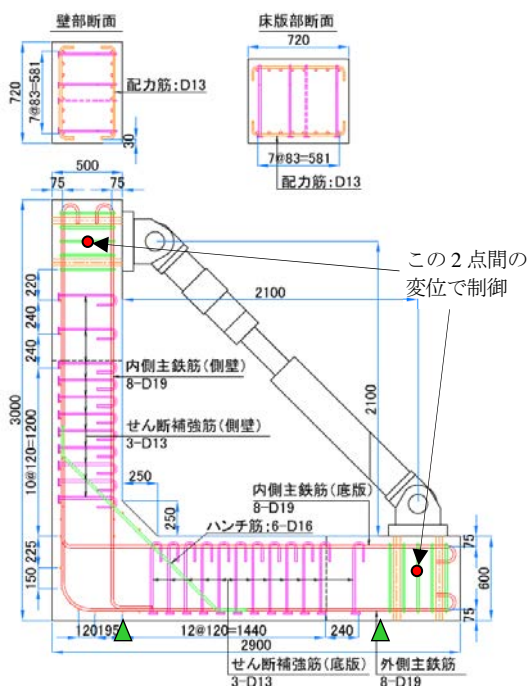 壁部断面
床版部断面
720
配力筋:D13
720
7@83=581
30
7@83=581
配力筋:D13
500
75
75
この2点間の
変位で制御
220
240
240
2100
内側主鉄筋(側壁)
8-D19
3000
10@120=1200
せん断補強筋(側壁)
3-D13
2100
250
250
内側主鉄筋(底版)
8-D19
ハンチ筋:6-D16
75
225
150
600
75
120
195
12@120=1440
240
2900
せん断補強筋(底版)
3-D13
外側主鉄筋
8-D19